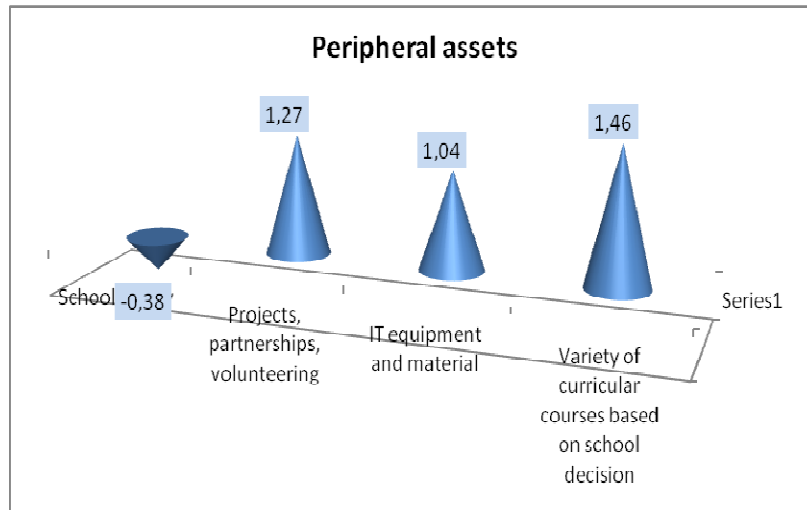 Peripheral assets
1,27
1,46
1,04
School
-0,38
Projects,
partnerships,
volunteering
IT equipment
and material
Variety of
curricular
courses based
on school
decision
Series1